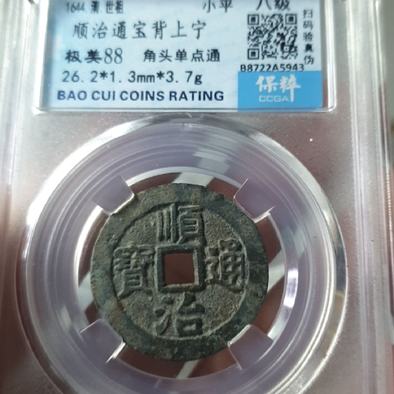 1644 清 世祖 小平 八级
顺治通宝背上宁
极美88 角头单点通
26.2*1.3mm*3.7g
BAO CUI COINS RATING
扫码验真伪
B8722A5943
保粹
CCGA
順治通寶